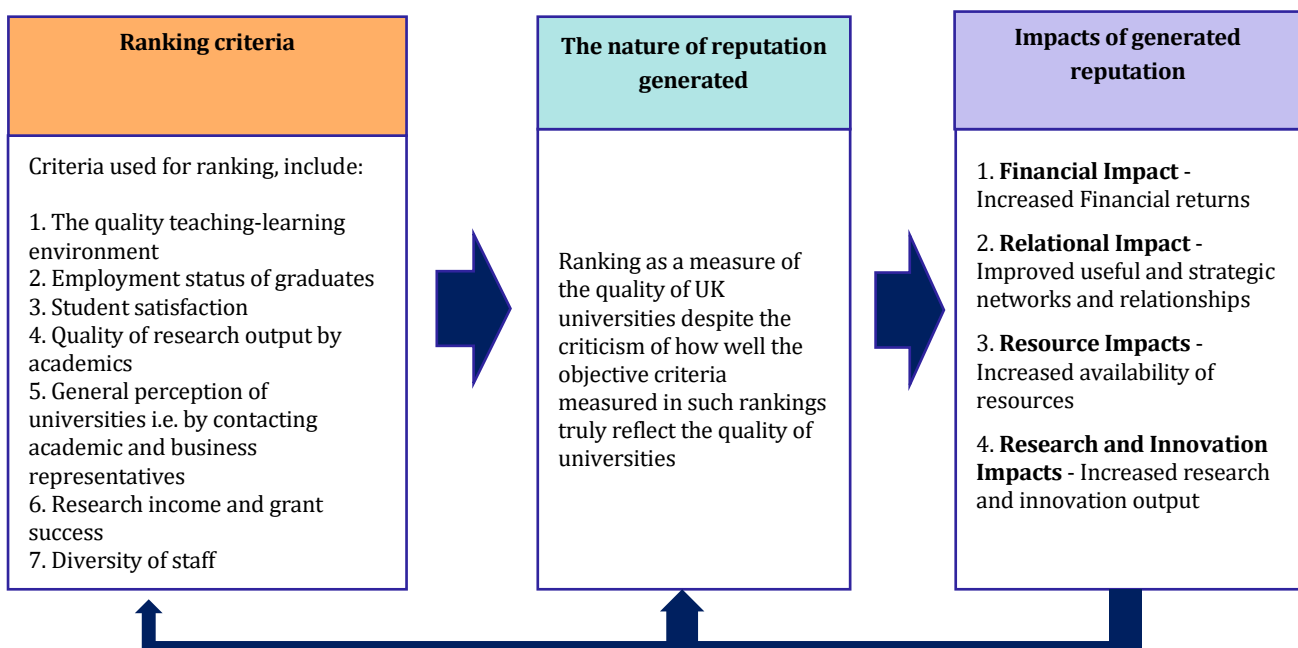 Ranking criteria
Criteria used for ranking, include:
1. The quality teaching-learning
environment
2. Employment status of graduates
3. Student satisfaction
4. Quality of research output by
academics
5. General perception of
universities i.e. by contacting
academic and business
representatives
6. Research income and grant
success
7. Diversity of staff
The nature of reputation
generated
Ranking as a measure of
the quality of UK
universities despite the
criticism of how well the
objective criteria
measured in such rankings
truly reflect the quality of
universities
Impacts of generated
reputation
1. Financial Impact -
Increased Financial returns
2. Relational Impact -
Improved useful and strategic
networks and relationships
3. Resource Impacts -
Increased availability of
resources
4. Research and Innovation
Impacts - Increased research
and innovation output